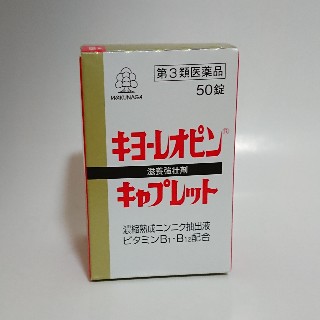 WAKUNAGA
第3類医薬品
50錠
キヨーレオピン®
滋養強壮剤
キャプレット
濃縮熟成ニンニク抽出液
ビタミンB₁・B₁₂配合